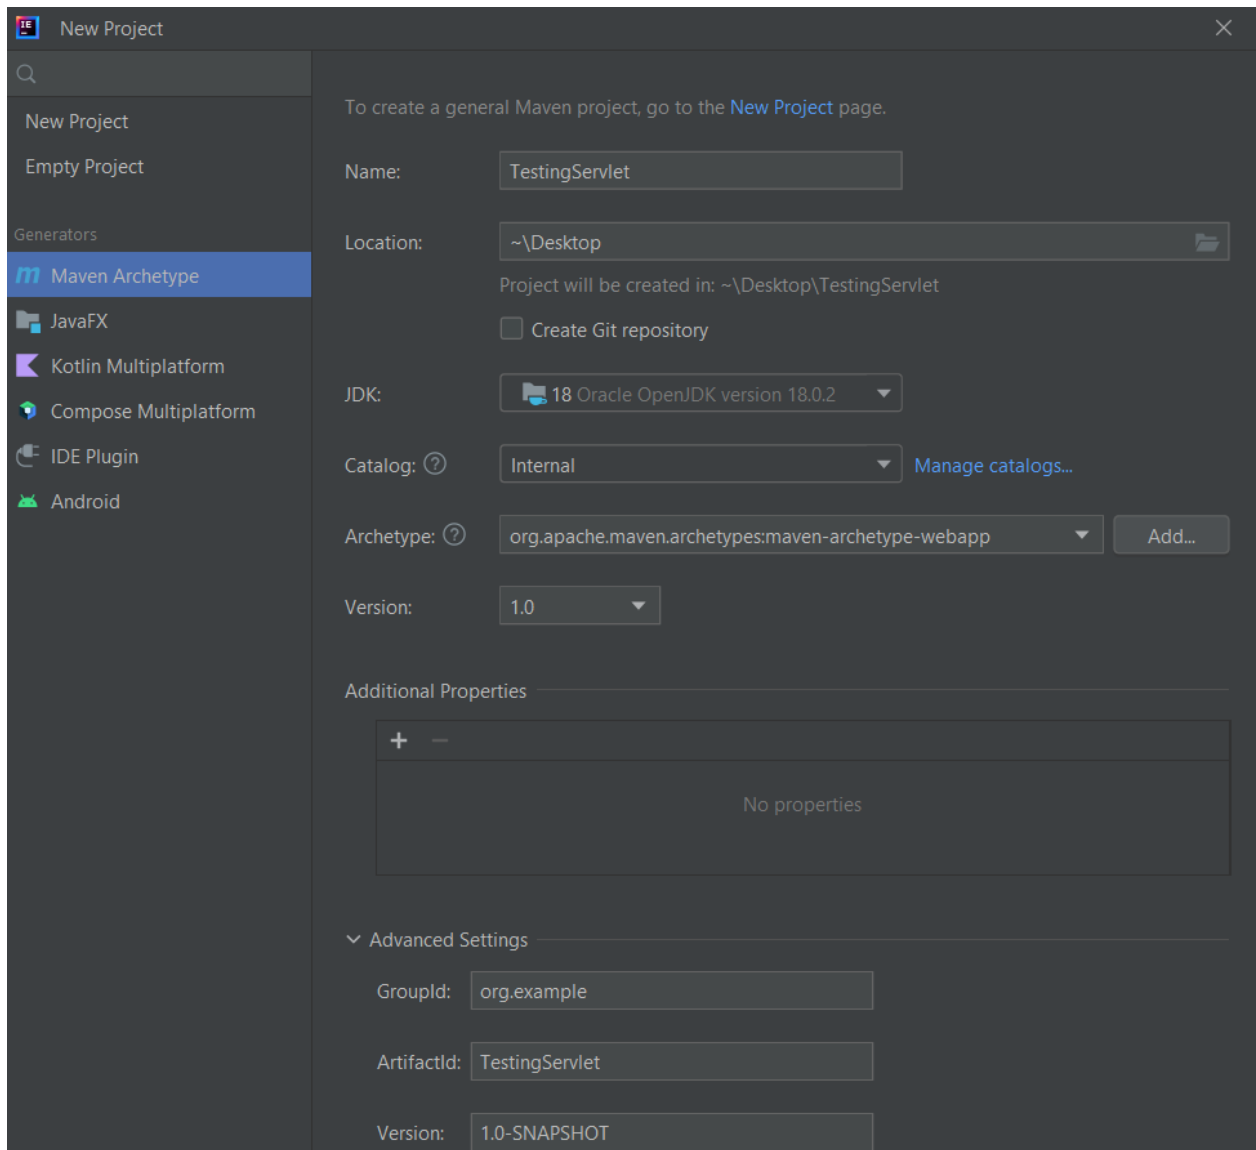 New Project
To create a general Maven project, go to the New Project page.
New Project
Empty Project
Generators
Maven Archetype
JavaFX
Kotlin Multiplatform
Compose Multiplatform
IDE Plugin
Android
Name: TestingServlet
Location: ~\Desktop
Project will be created in: ~\Desktop\TestingServlet
Create Git repository
JDK: 18 Oracle OpenJDK version 18.0.2
Catalog: ? Internal Manage catalogs...
Archetype: ? org.apache.maven.archetypes:maven-archetype-webapp Add...
Version: 1.0
Additional Properties
+ −
No properties
Advanced Settings
GroupId: org.example
ArtifactId: TestingServlet
Version: 1.0-SNAPSHOT